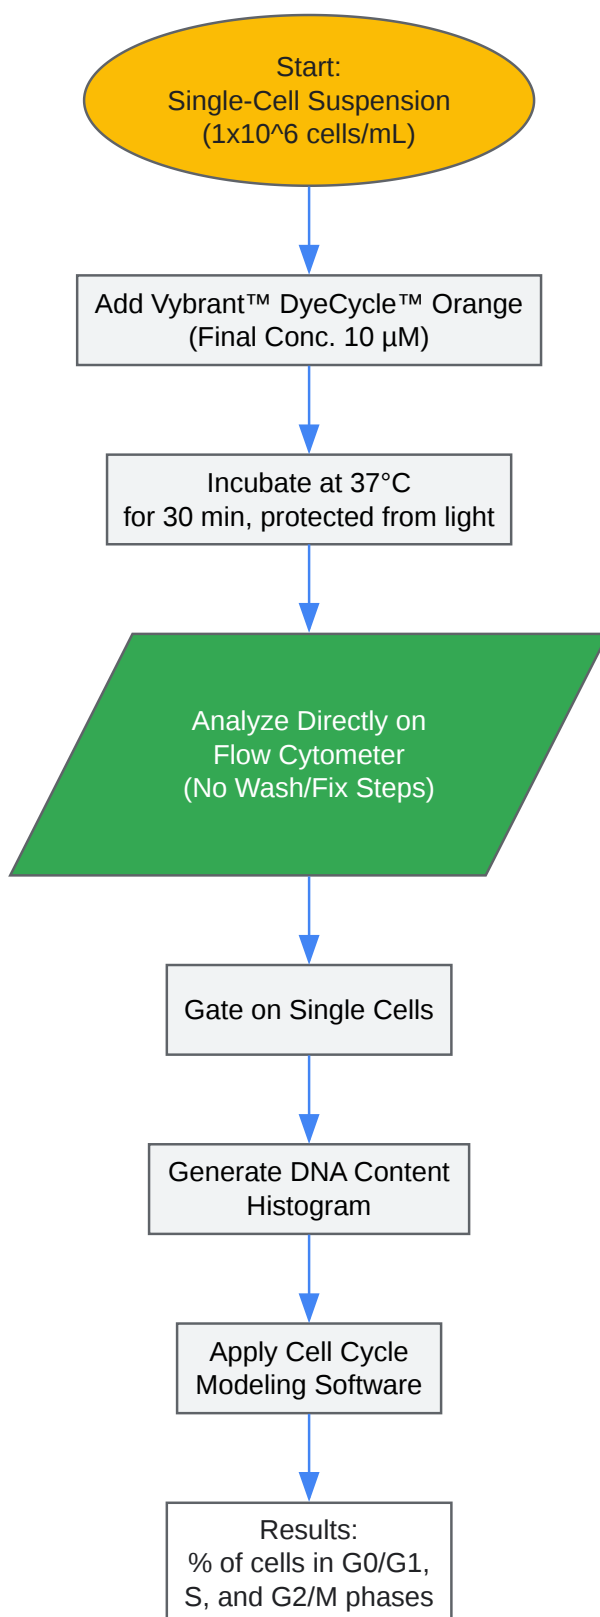 Start:
Single-Cell Suspension
(1x10^6 cells/mL)
Add Vybrant™ DyeCycle™ Orange
(Final Conc. 10 µM)
Incubate at 37°C
for 30 min, protected from light
Analyze Directly on
Flow Cytometer
(No Wash/Fix Steps)
Gate on Single Cells
Generate DNA Content
Histogram
Apply Cell Cycle
Modeling Software
Results:
% of cells in G0/G1,
S, and G2/M phases